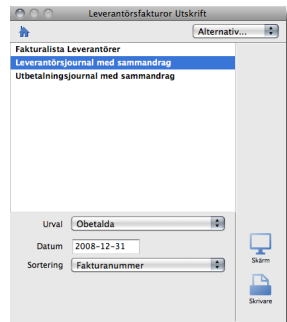 Leverantörsfakturor Utskrift
Alternativ...
Fakturalista Leverantörer
Leverantörsjournal med sammandrag
Utbetalningsjournal med sammandrag
Urval Obetalda
Datum 2008-12-31
Sortering Fakturanummer
Skärm
Skrivare